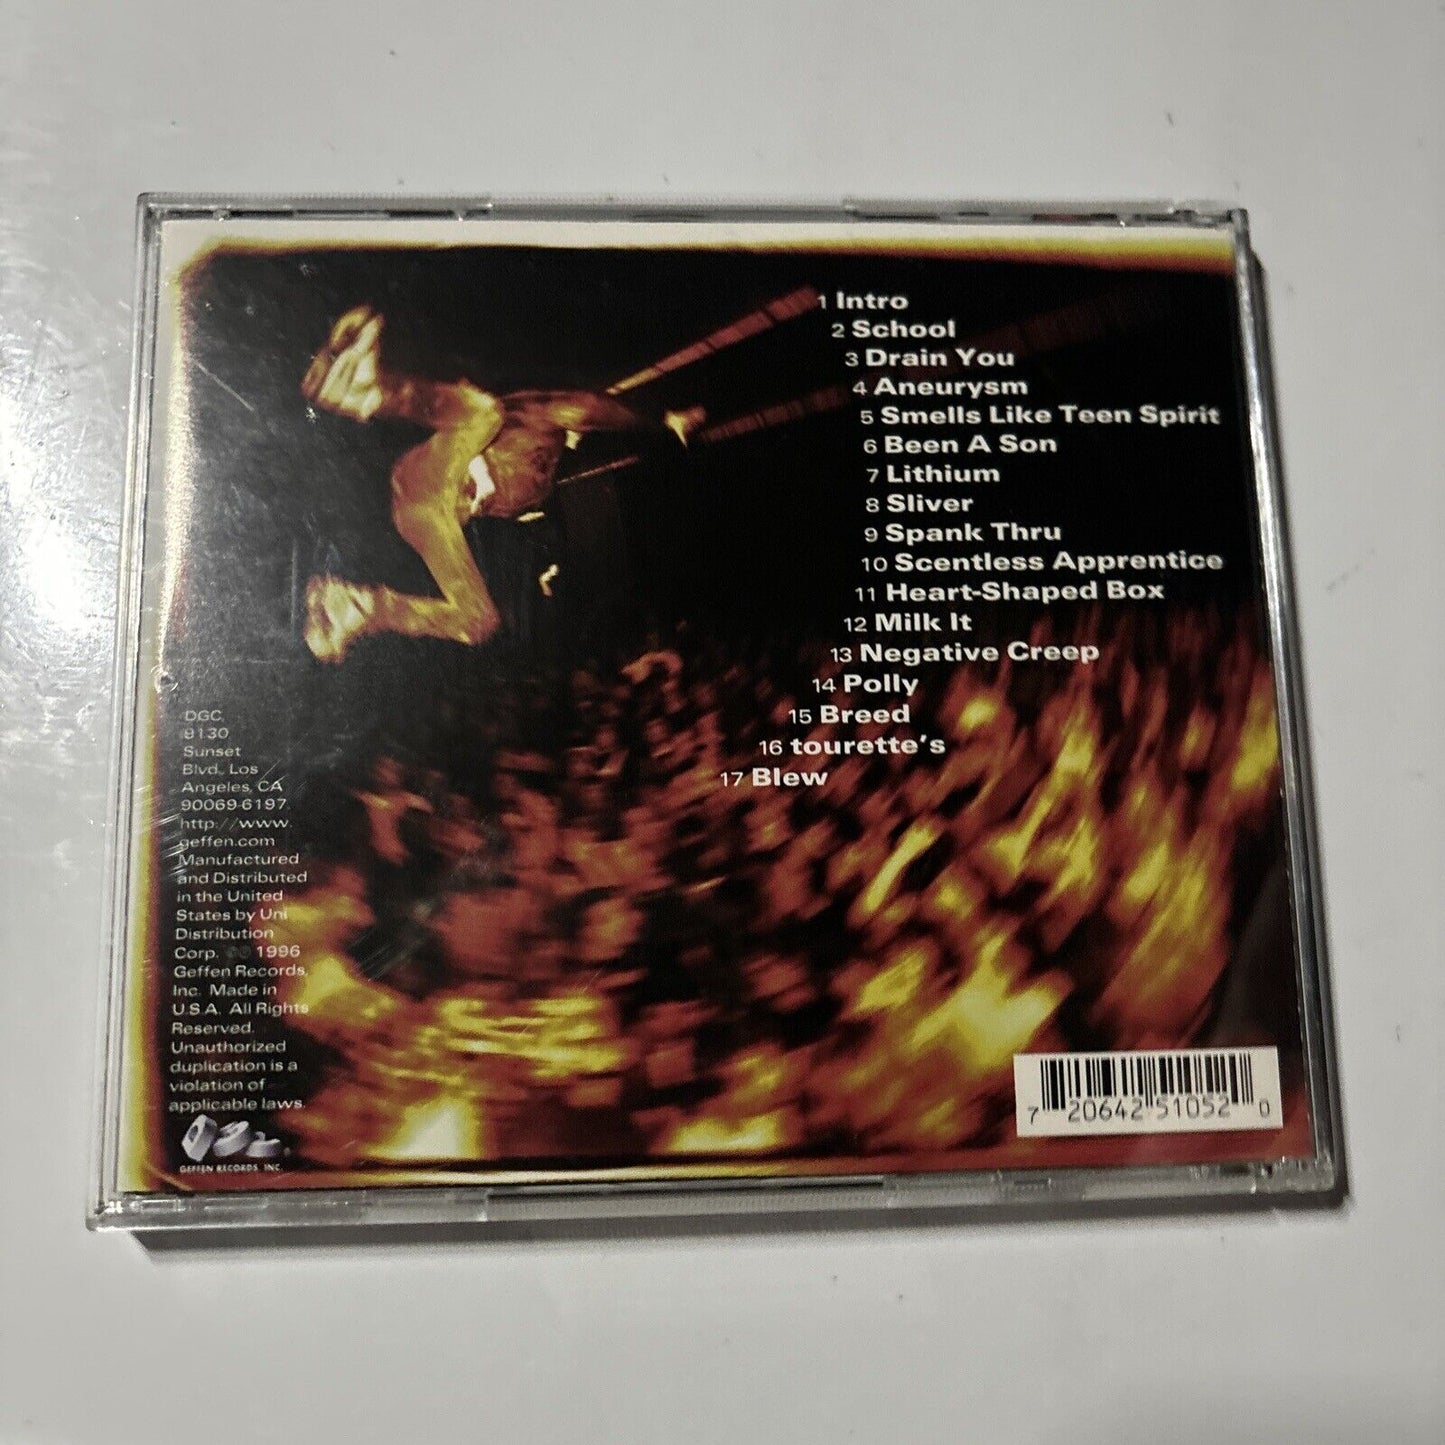 1 Intro
2 School
3 Drain You
4 Aneurysm
5 Smells Like Teen Spirit
6 Been A Son
7 Lithium
8 Sliver
9 Spank Thru
10 Scentless Apprentice
11 Heart-Shaped Box
12 Milk It
13 Negative Creep
14 Polly
15 Breed
16 tourette's
17 Blew
DGC,
9130
Sunset
Blvd., Los
Angeles, CA
90069-6197.
http://www.
geffen.com
Manufactured
and Distributed
in the United
States by Uni
Distribution
Corp. ©℗ 1996
Geffen Records,
Inc. Made in
U.S.A. All Rights
Reserved.
Unauthorized
duplication is a
violation of
applicable laws.
GEFFEN RECORDS, INC.
7 20642 51052 0